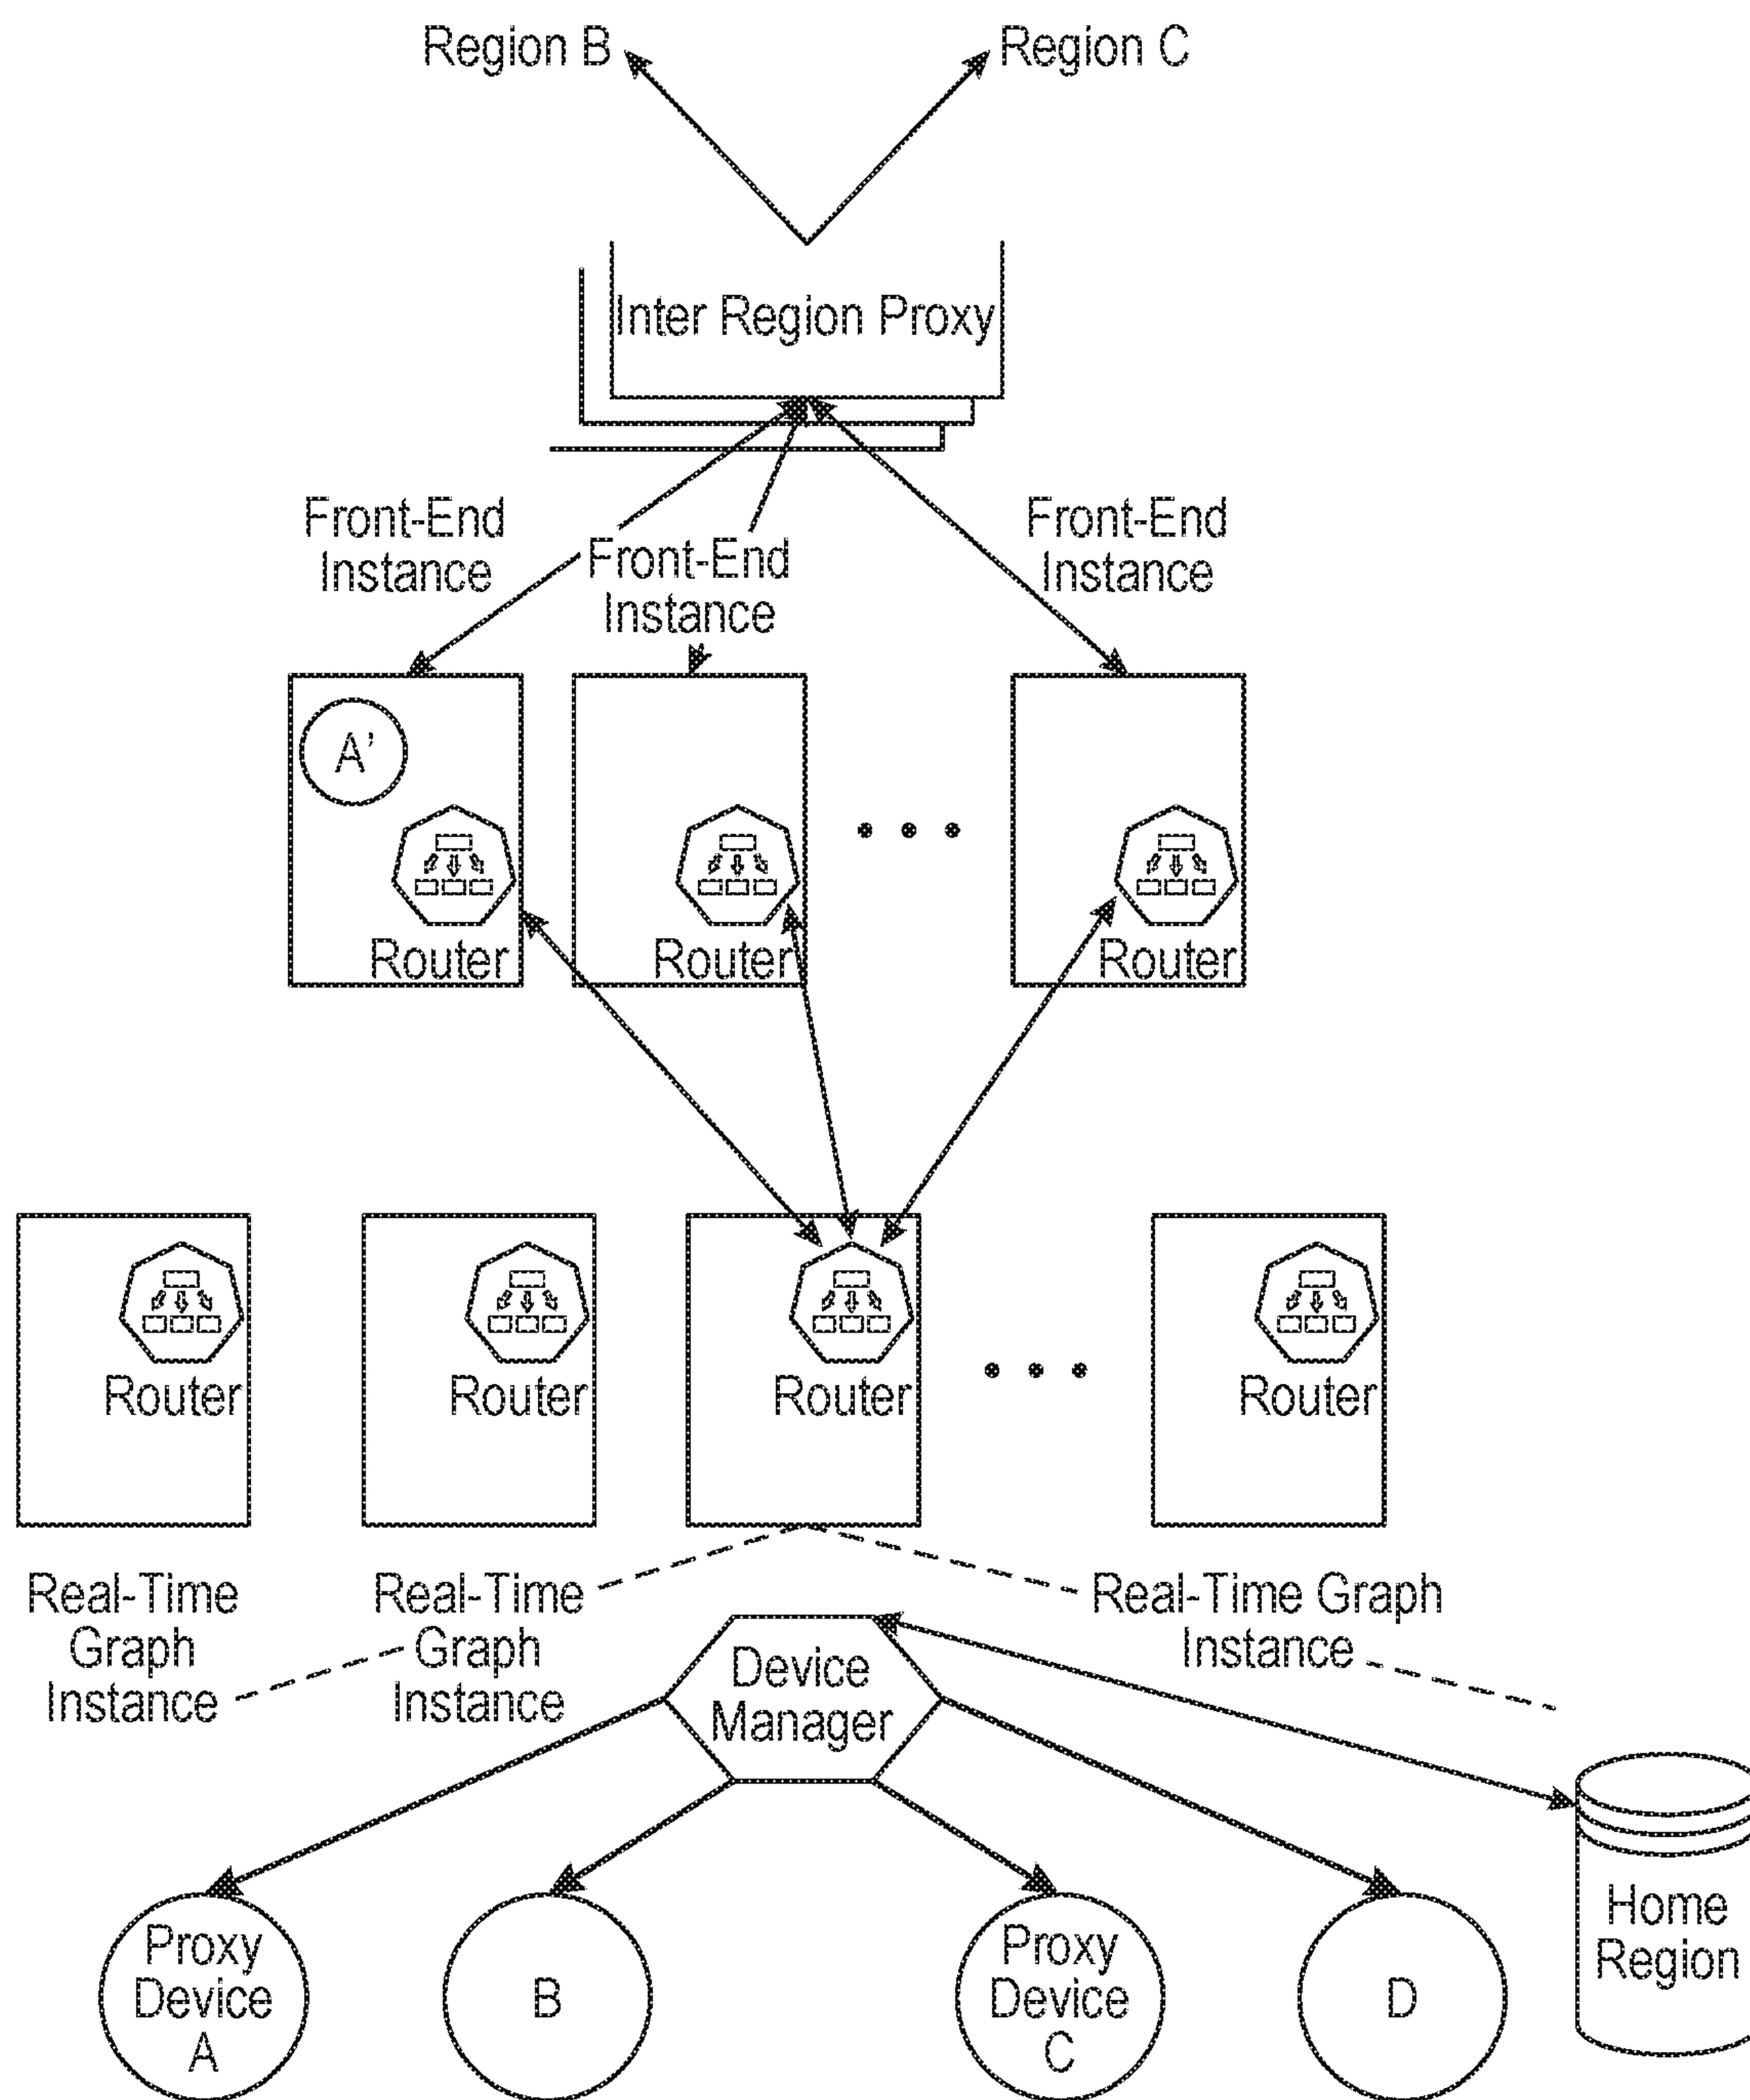 Region B
Region C
Inter Region Proxy
Front-End
Instance
Front-End
Instance
Front-End
Instance
A’
Router
Router
Router
Router
Router
Router
Router
Real-Time
Graph
Instance
Real-Time
Graph
Instance
Real-Time Graph
Instance
Device
Manager
Proxy
Device
A
B
Proxy
Device
C
D
Home
Region